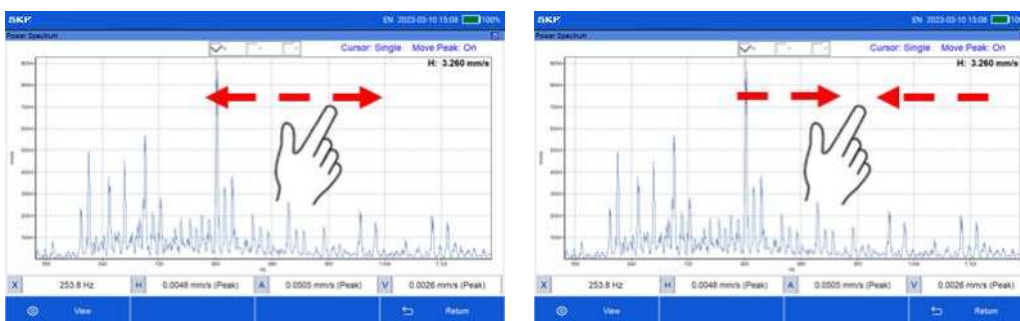 SKF EN 2023-03-10 15:08 100%
Power Spectrum
Cursor: Single Move Peak: On
H: 3.260 mm/s
X 253.8 Hz H 0.0048 mm/s (Peak) A 0.0505 mm/s (Peak) V 0.0026 mm/s (Peak)
View Return
SKF EN 2023-03-10 15:08
Power Spectrum
Cursor: Single Move Peak: On
H: 3.260 mm/s
X 253.8 Hz H 0.0048 mm/s (Peak) A 0.0505 mm/s (Peak) V 0.0026 mm/s (Peak)
View Return